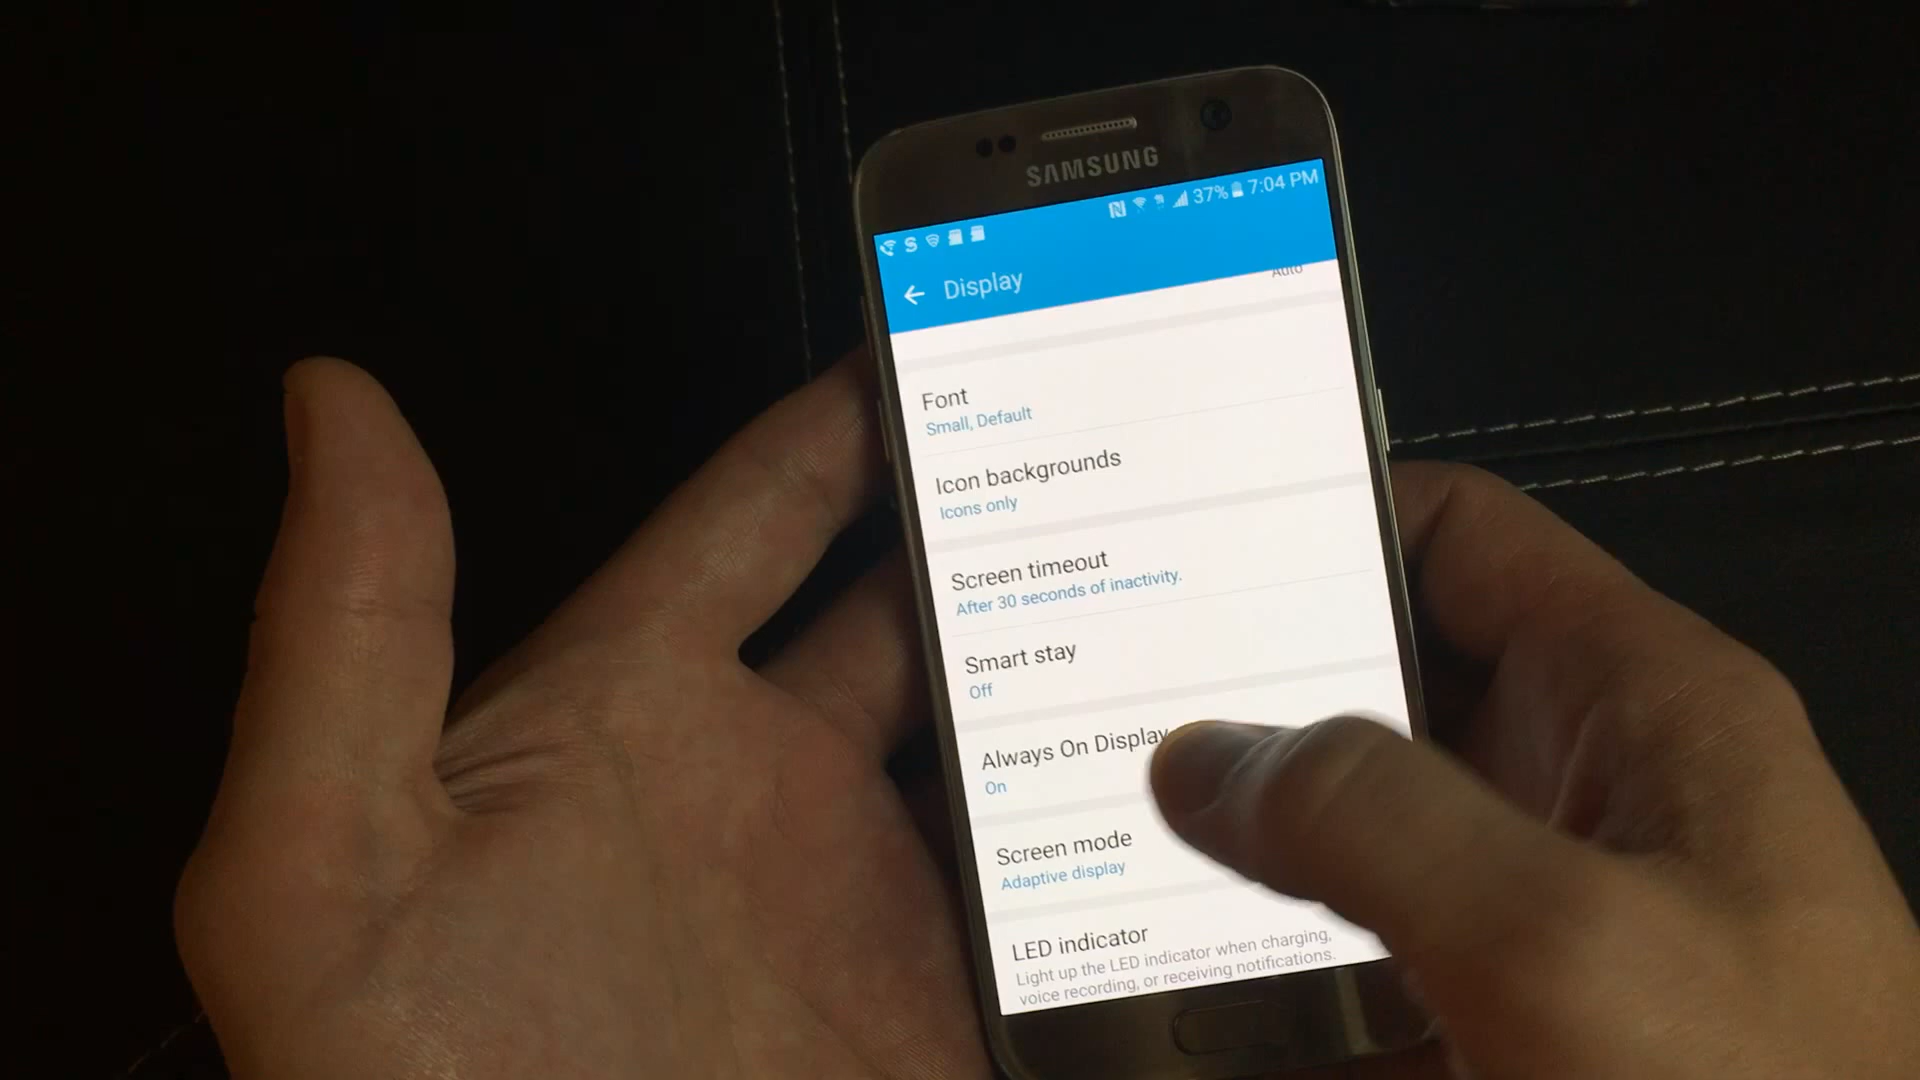 SAMSUNG
37% 7:04 PM
Display
Auto
Font
Small, Default
Icon backgrounds
Icons only
Screen timeout
After 30 seconds of inactivity.
Smart stay
Off
Always On Display
On
Screen mode
Adaptive display
LED indicator
Light up the LED indicator when charging,
voice recording, or receiving notifications.